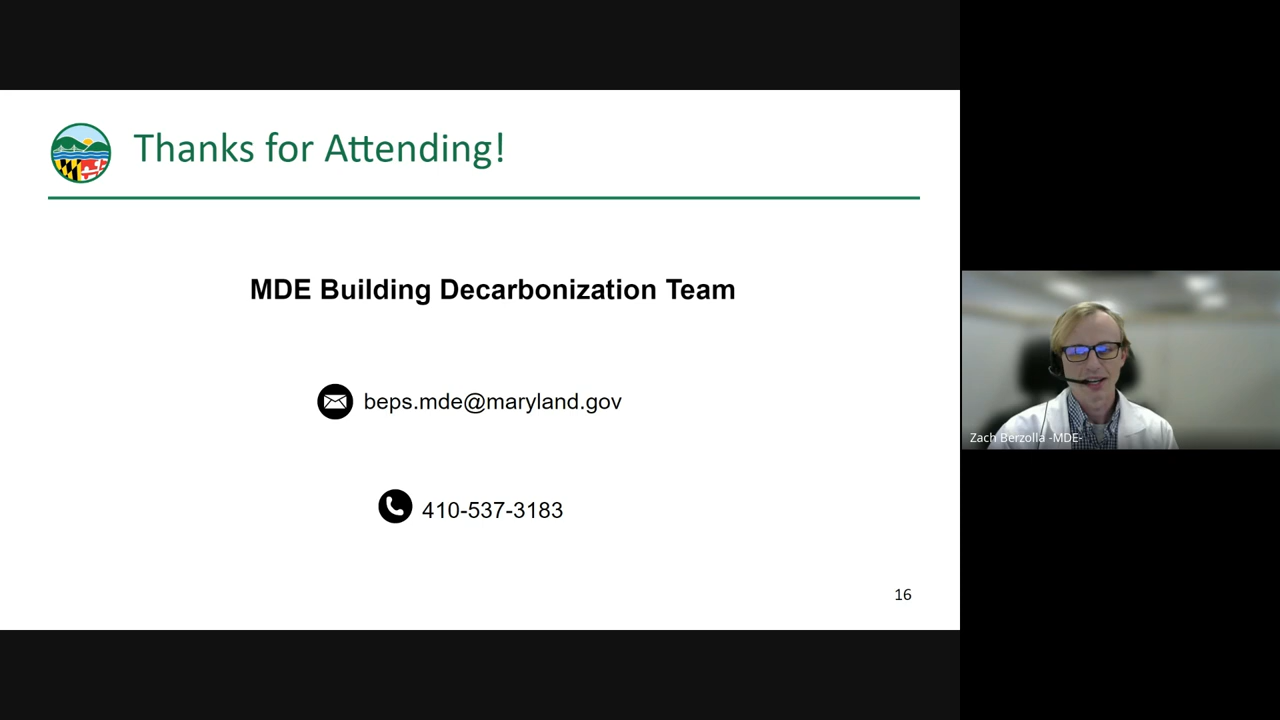 Thanks for Attending!
MDE Building Decarbonization Team
beps.mde@maryland.gov
410-537-3183
16
Zach Berzolla -MDE-